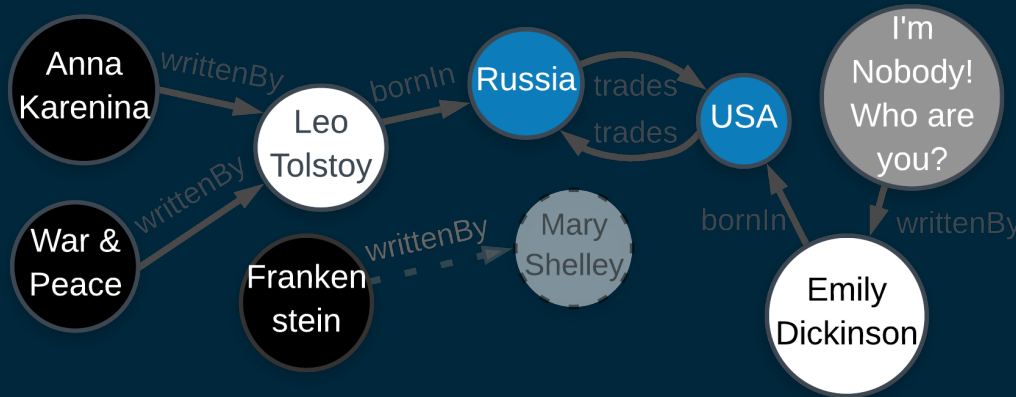 Anna
Karenina
writtenBy
Leo
Tolstoy
bornIn
Russia
trades
trades
USA
I'm
Nobody!
Who are
you?
writtenBy
War &
Peace
writtenBy
Franken
stein
writtenBy
Mary
Shelley
bornIn
Emily
Dickinson